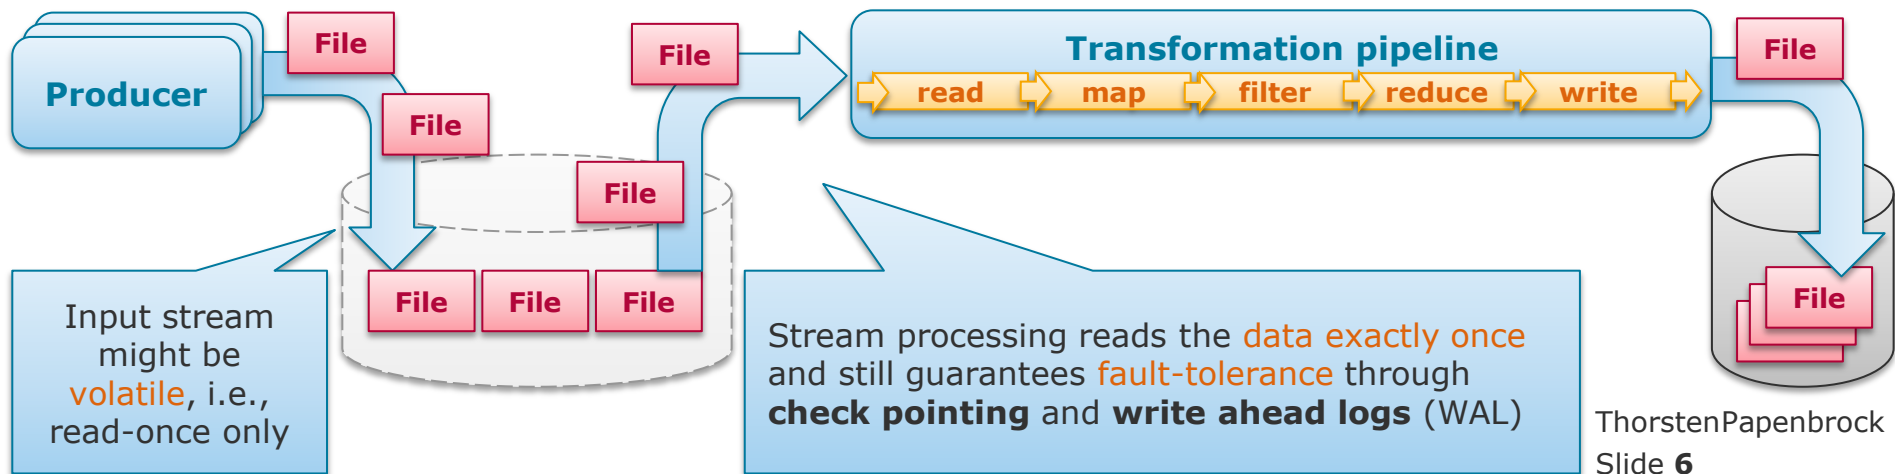 Producer
File
File
File
File
File
File
File
Transformation pipeline
read
map
filter
reduce
write
File
File
Input stream
might be
volatile, i.e.,
read-once only
Stream processing reads the data exactly once
and still guarantees fault-tolerance through
check pointing and write ahead logs (WAL)
ThorstenPapenbrock
Slide 6